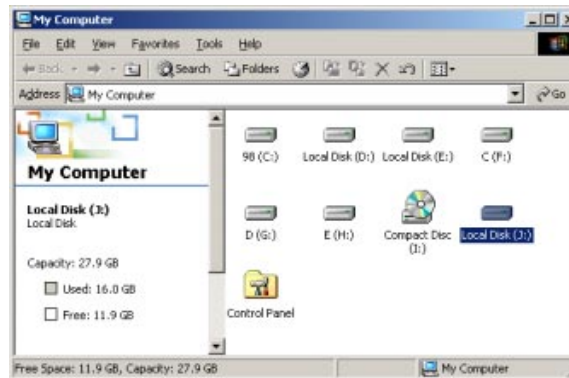 My Computer
File Edit View Favorites Tools Help
Back Search Folders
Address My Computer Go
My Computer
Local Disk (J:)
Local Disk
Capacity: 27.9 GB
Used: 16.0 GB
Free: 11.9 GB
98 (C:) Local Disk (D:) Local Disk (E:) C (F:)
D (G:) E (H:) Compact Disc (I:) Local Disk (J:)
Control Panel
Free Space: 11.9 GB, Capacity: 27.9 GB My Computer